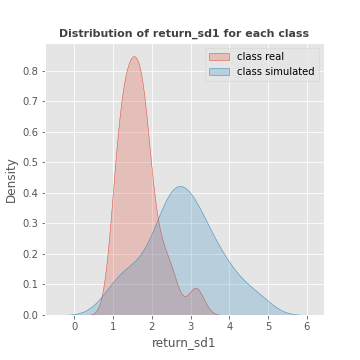 Distribution of return_sd1 for each class
class real
class simulated
Density
0.8
0.7
0.6
0.5
0.4
0.3
0.2
0.1
0.0
0 1 2 3 4 5 6
return_sd1